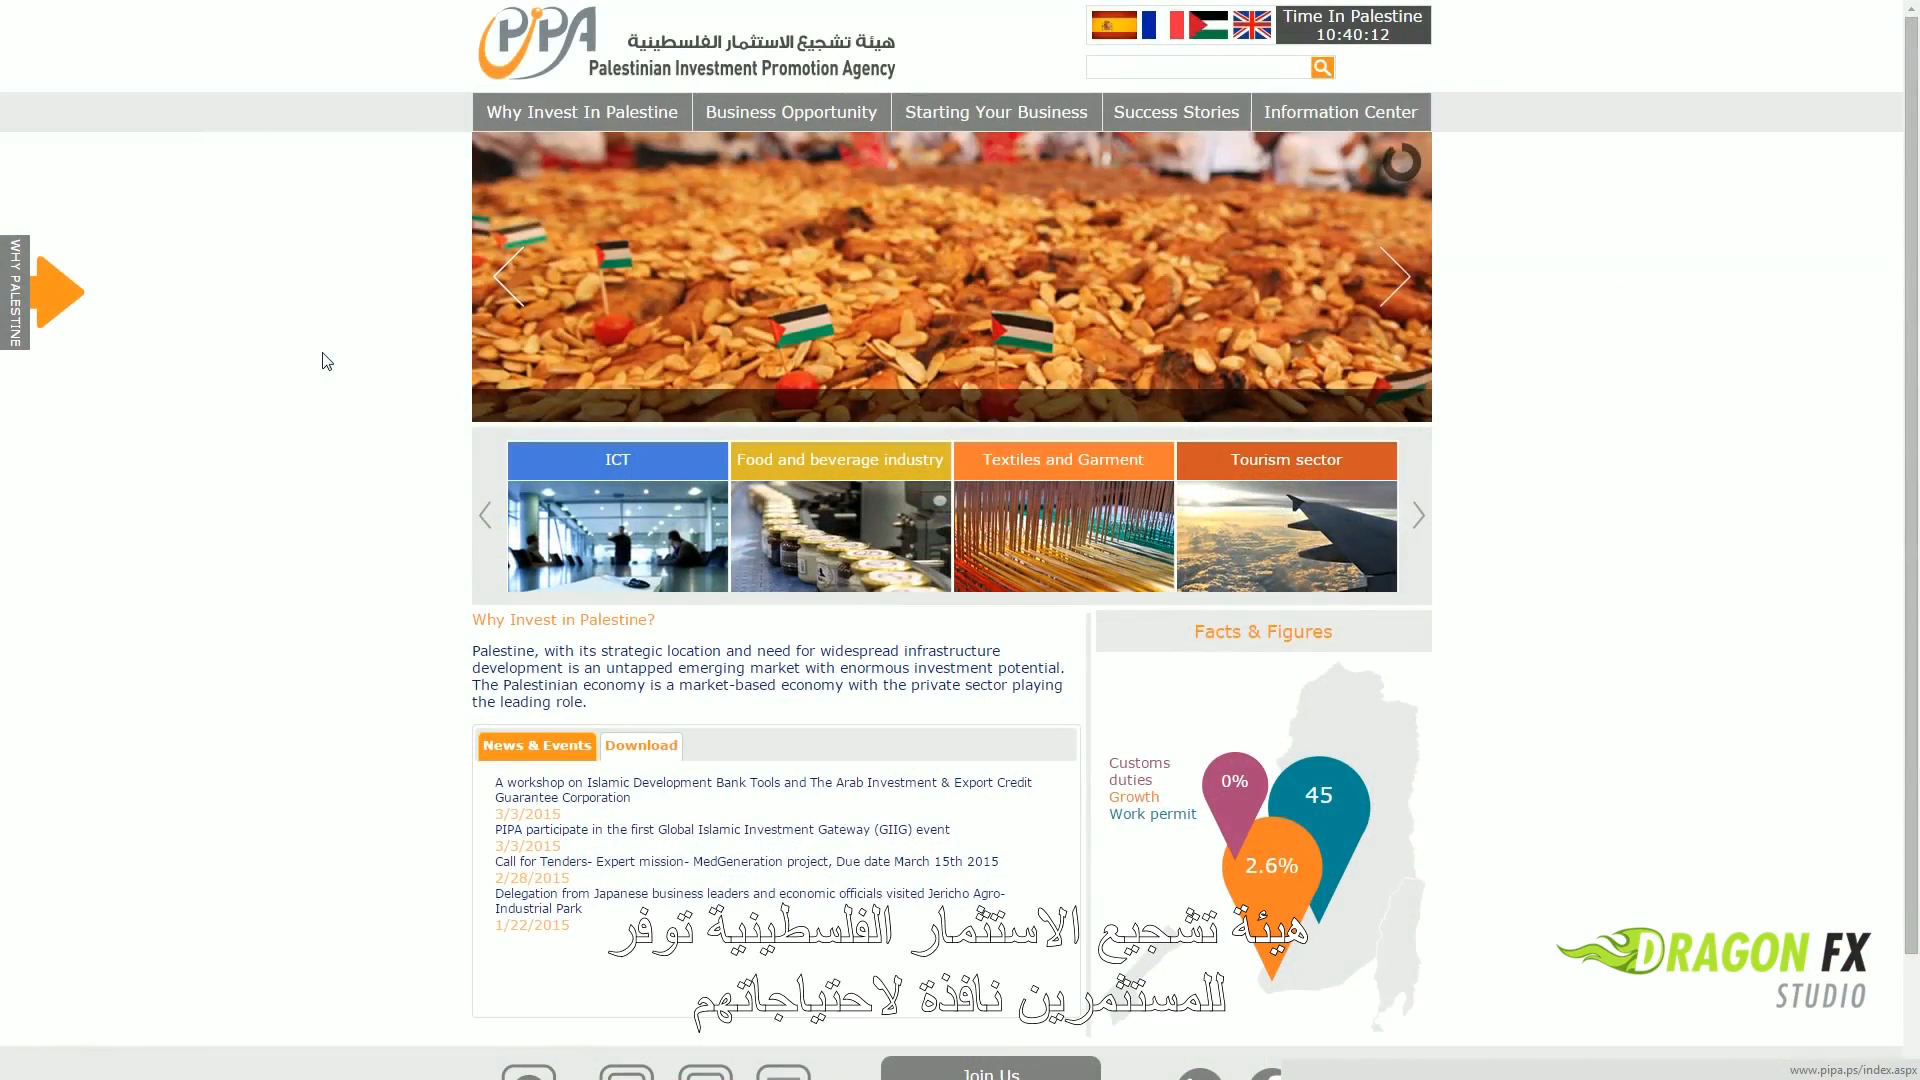 PIPA
هيئة تشجيع الاستثمار الفلسطينية
Palestinian Investment Promotion Agency
Time In Palestine
10:40:12
Why Invest In Palestine
Business Opportunity
Starting Your Business
Success Stories
Information Center
WHY PALESTINE
ICT
Food and beverage industry
Textiles and Garment
Tourism sector
Why Invest in Palestine?
Palestine, with its strategic location and need for widespread infrastructure
development is an untapped emerging market with enormous investment potential.
The Palestinian economy is a market-based economy with the private sector playing
the leading role.
News & Events
Download
A workshop on Islamic Development Bank Tools and The Arab Investment & Export Credit
Guarantee Corporation
3/3/2015
PIPA participate in the first Global Islamic Investment Gateway (GIIG) event
3/3/2015
Call for Tenders- Expert mission- MedGeneration project, Due date March 15th 2015
2/28/2015
Delegation from Japanese business leaders and economic officials visited Jericho Agro-
Industrial Park
1/22/2015
Facts & Figures
Customs
duties
Growth
Work permit
0%
45
2.6%
هيئة تشجيع الاستثمار الفلسطينية توفر
للمستثمرين نافذة لاحتياجاتهم
DRAGON FX
STUDIO
Join Us
www.pipa.ps/index.aspx